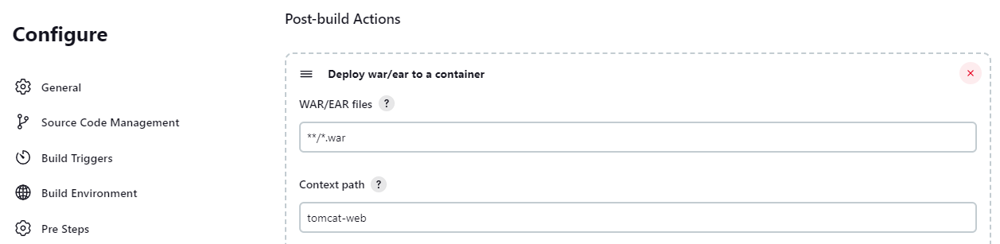 Configure
General
Source Code Management
Build Triggers
Build Environment
Pre Steps
Post-build Actions
Deploy war/ear to a container
WAR/EAR files ?
**/*.war
Context path ?
tomcat-web